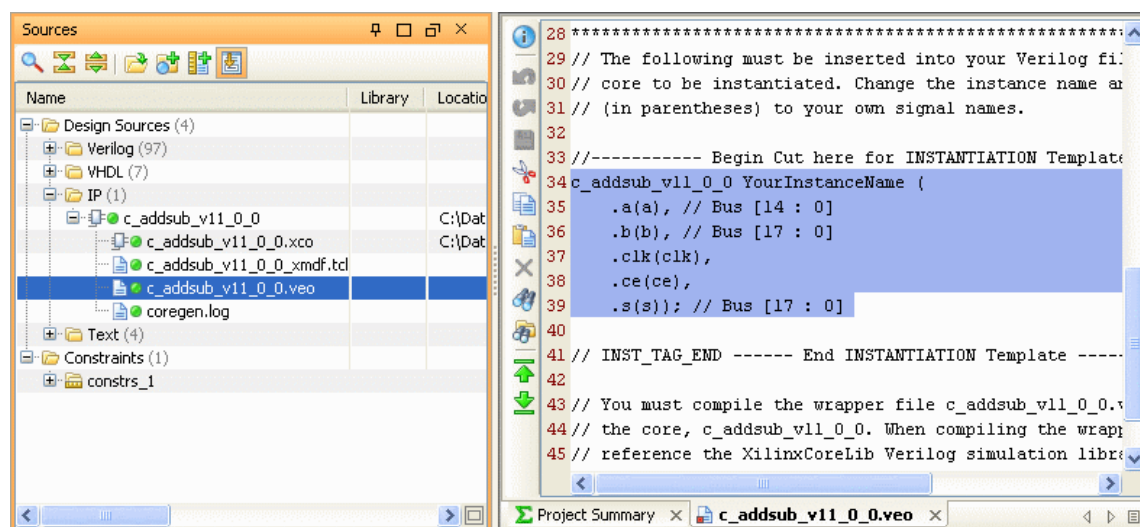 Sources
Name Library Locatio
Design Sources (4)
Verilog (97)
VHDL (7)
IP (1)
c_addsub_v11_0_0 C:\Dat
c_addsub_v11_0_0.xco C:\Dat
c_addsub_v11_0_0_xmdf.tcl
c_addsub_v11_0_0.veo
coregen.log
Text (4)
Constraints (1)
constrs_1
28 *******************************************************
29 // The following must be inserted into your Verilog fil
30 // core to be instantiated. Change the instance name an
31 // (in parentheses) to your own signal names.
32
33 //----------- Begin Cut here for INSTANTIATION Template
34 c_addsub_v11_0_0 YourInstanceName (
35 .a(a), // Bus [14 : 0]
36 .b(b), // Bus [17 : 0]
37 .clk(clk),
38 .ce(ce),
39 .s(s)); // Bus [17 : 0]
40
41 // INST_TAG_END ------ End INSTANTIATION Template -----
42
43 // You must compile the wrapper file c_addsub_v11_0_0.v
44 // the core, c_addsub_v11_0_0. When compiling the wrapp
45 // reference the XilinxCoreLib Verilog simulation libra
Project Summary c_addsub_v11_0_0.veo